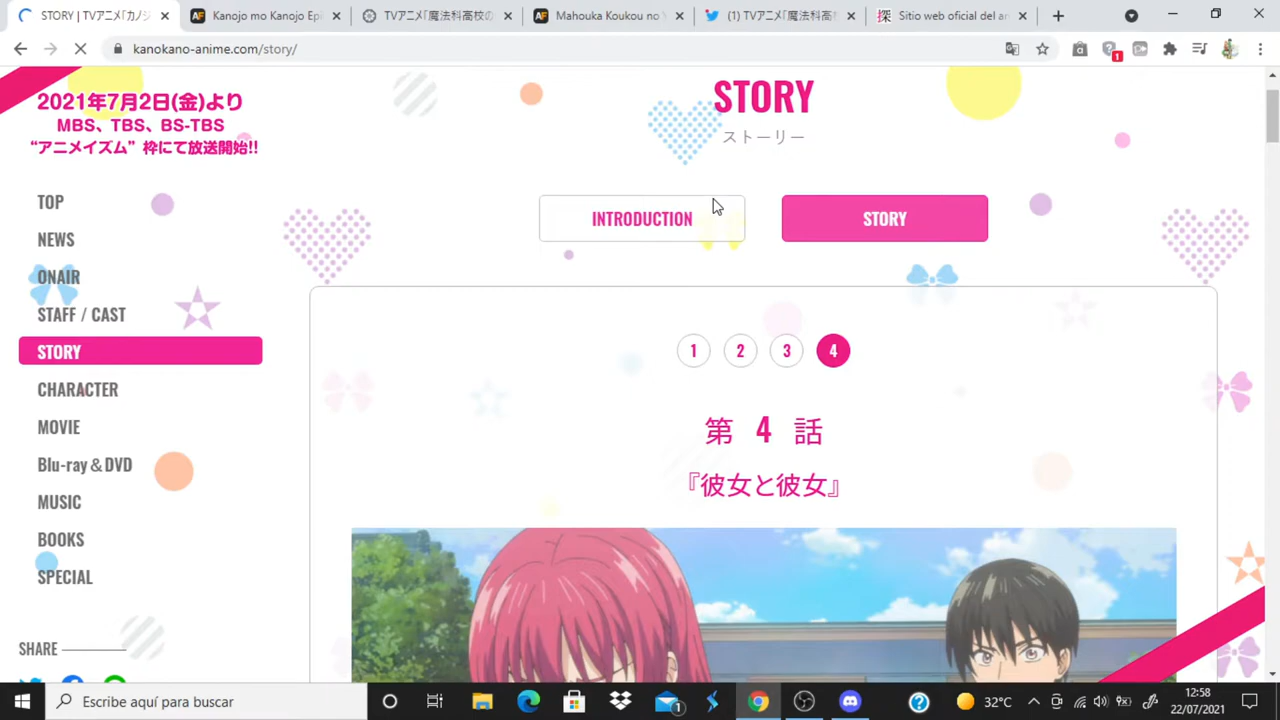 STORY | TVアニメ「カノジ
Kanojo mo Kanojo Epi
TVアニメ「魔法科高校の
Mahouka Koukou no Y
(1) TVアニメ「魔法科高
Sitio web oficial del an
kanokano-anime.com/story/
1
2021年7月2日(金)より
MBS、TBS、BS-TBS
“アニメイズム” 枠にて放送開始!!
TOP
NEWS
ONAIR
STAFF / CAST
STORY
CHARACTER
MOVIE
Blu-ray&DVD
MUSIC
BOOKS
SPECIAL
SHARE
STORY
ストーリー
INTRODUCTION
STORY
1
2
3
4
第 4 話
『彼女と彼女』
Escribe aquí para buscar
1
32°C
12:58
22/07/2021